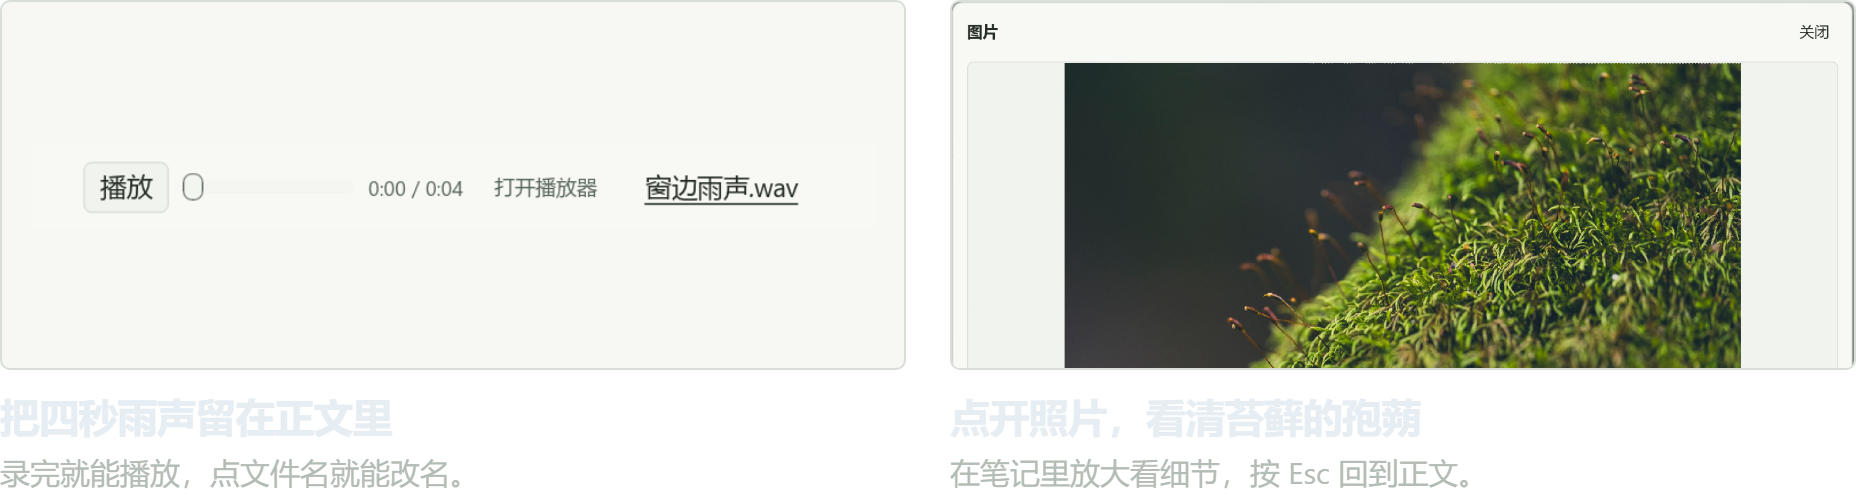 播放 0:00 / 0:04 打开播放器 窗边雨声.wav
把四秒雨声留在正文里
录完就能播放，点文件名就能改名。
图片 关闭
点开照片，看清苔藓的孢蒴
在笔记里放大看细节，按 Esc 回到正文。